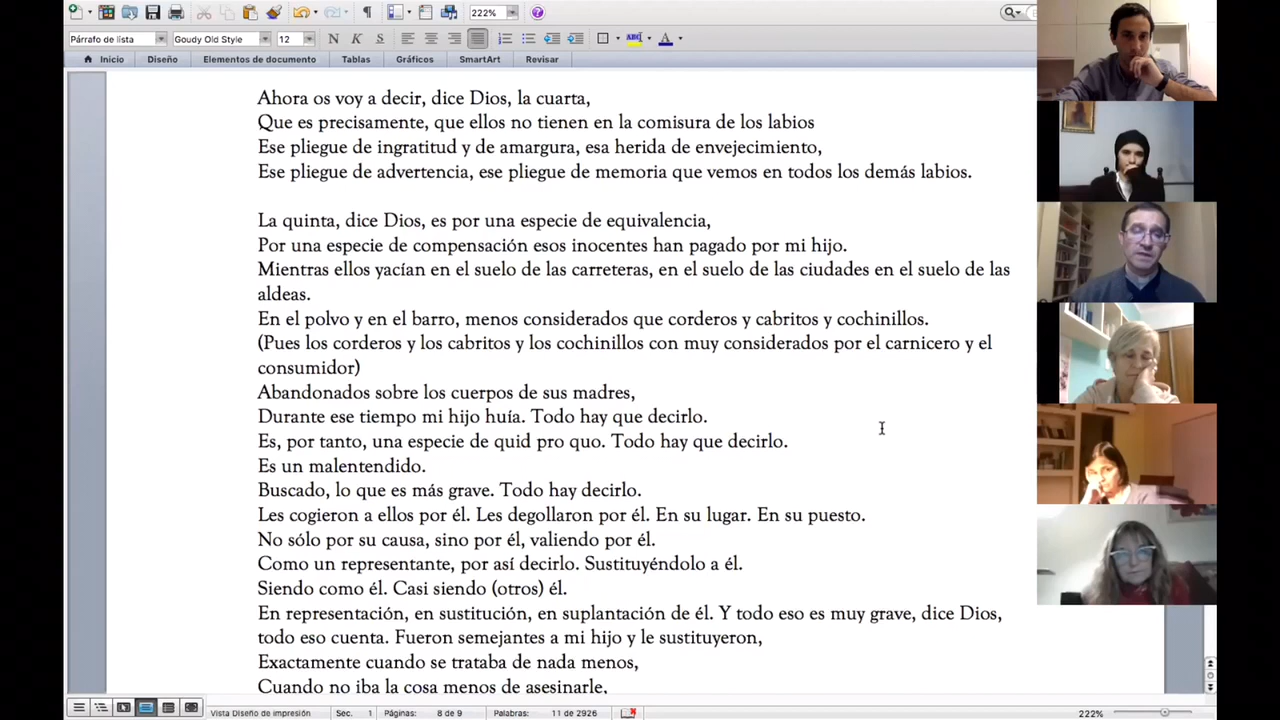 222%
Párrafo de lista
Goudy Old Style
12
N K S
ABC A
Inicio Diseño Elementos de documento Tablas Gráficos SmartArt Revisar
Ahora os voy a decir, dice Dios, la cuarta,
Que es precisamente, que ellos no tienen en la comisura de los labios
Ese pliegue de ingratitud y de amargura, esa herida de envejecimiento,
Ese pliegue de advertencia, ese pliegue de memoria que vemos en todos los demás labios.
La quinta, dice Dios, es por una especie de equivalencia,
Por una especie de compensación esos inocentes han pagado por mi hijo.
Mientras ellos yacían en el suelo de las carreteras, en el suelo de las ciudades en el suelo de las
aldeas.
En el polvo y en el barro, menos considerados que corderos y cabritos y cochinillos.
(Pues los corderos y los cabritos y los cochinillos con muy considerados por el carnicero y el
consumidor)
Abandonados sobre los cuerpos de sus madres,
Durante ese tiempo mi hijo huía. Todo hay que decirlo.
Es, por tanto, una especie de quid pro quo. Todo hay que decirlo.
Es un malentendido.
Buscado, lo que es más grave. Todo hay decirlo.
Les cogieron a ellos por él. Les degollaron por él. En su lugar. En su puesto.
No sólo por su causa, sino por él, valiendo por él.
Como un representante, por así decirlo. Sustituyéndolo a él.
Siendo como él. Casi siendo (otros) él.
En representación, en sustitución, en suplantación de él. Y todo eso es muy grave, dice Dios,
todo eso cuenta. Fueron semejantes a mi hijo y le sustituyeron,
Exactamente cuando se trataba de nada menos,
Cuando no iba la cosa menos de asesinarle,
Vista Diseño de impresión Sec. 1 Páginas: 8 de 9 Palabras: 11 de 2926 222%